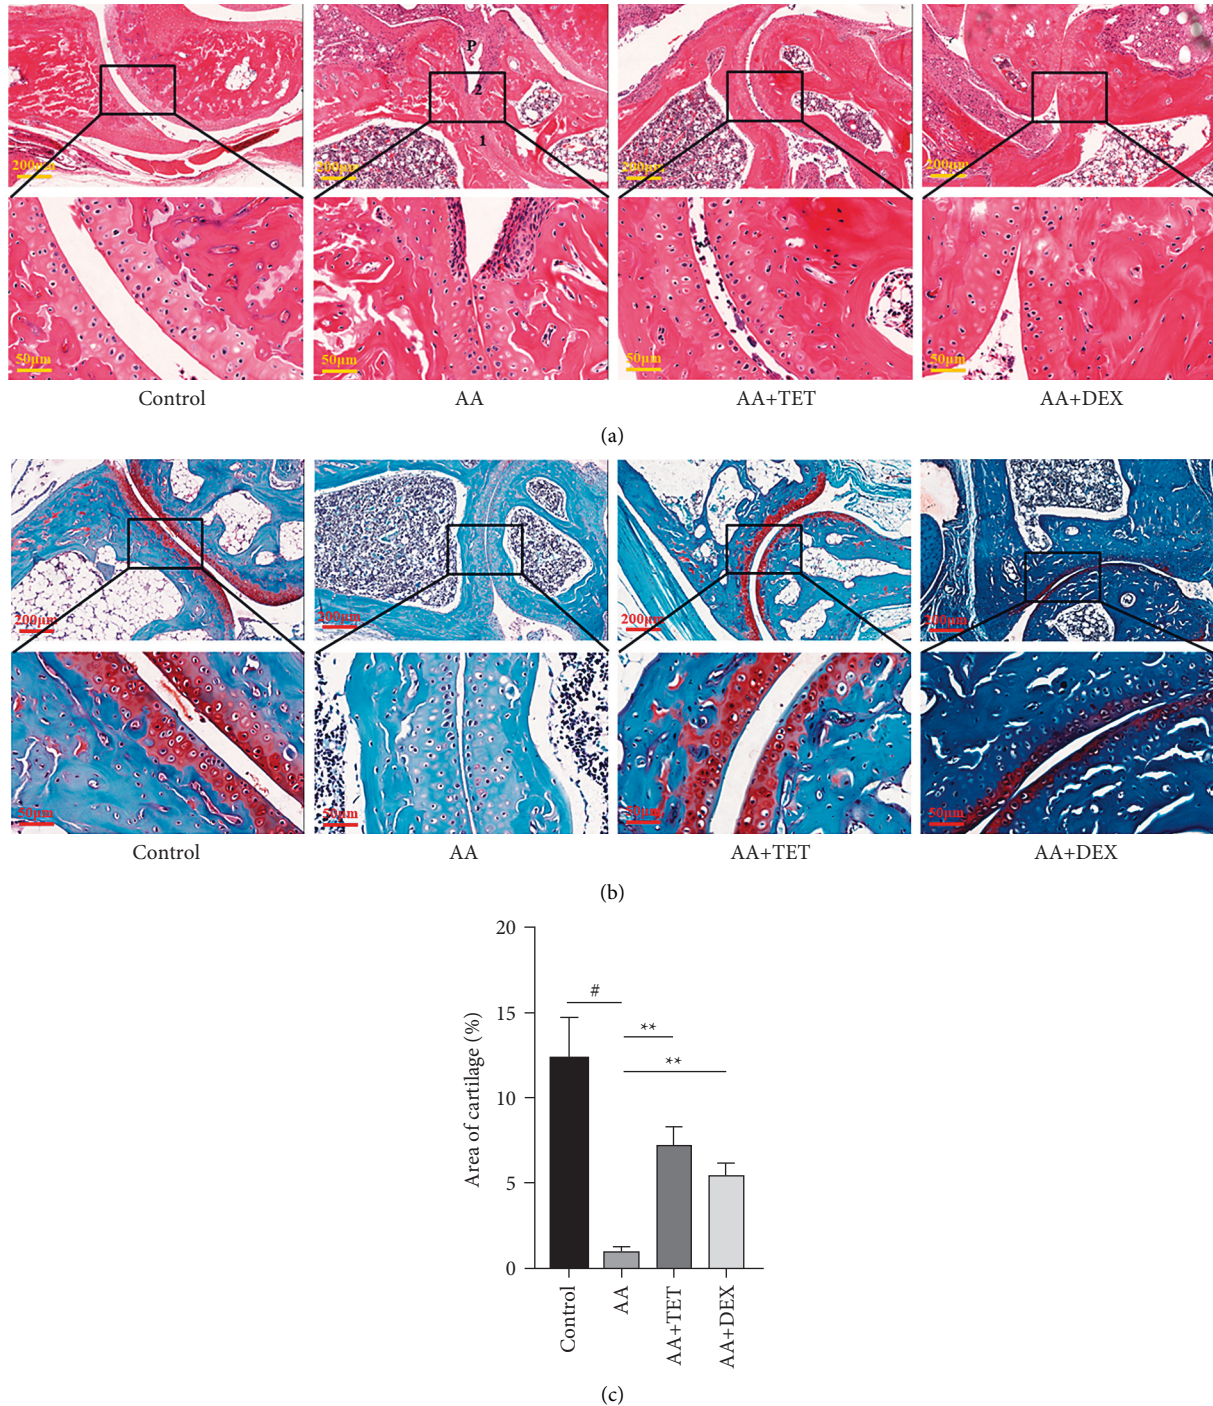 P
2
1
200μm
200μm
200μm
200μm
50μm
50μm
50μm
50μm
Control
AA
AA+TET
AA+DEX
(a)
200μm
200μm
200μm
200μm
50μm
50μm
50μm
50μm
Control
AA
AA+TET
AA+DEX
(b)
20
15
10
5
0
Area of cartilage (%)
#
**
**
Control
AA
AA+TET
AA+DEX
(c)